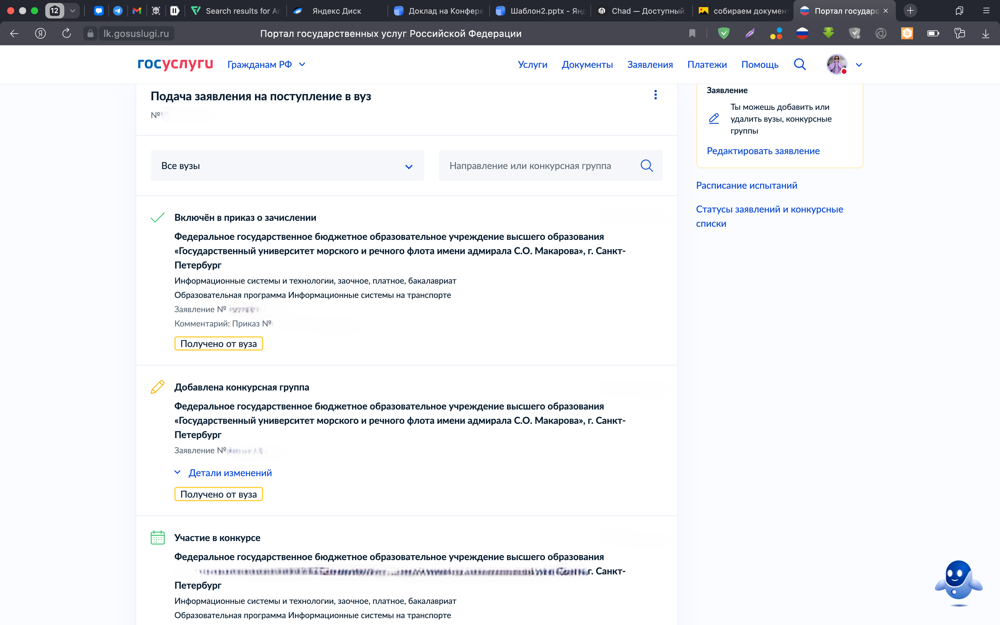 12
Search results for Ar
Яндекс Диск
Доклад на Конфере
Шаблон2.pptx - Янд
Chad — Доступный
собираем документ
Портал государс
lk.gosuslugi.ru
Портал государственных услуг Российской Федерации
госуслуги
Гражданам РФ
Услуги
Документы
Заявления
Платежи
Помощь
Подача заявления на поступление в вуз
№
Все вузы
Направление или конкурсная группа
Включён в приказ о зачислении
Федеральное государственное бюджетное образовательное учреждение высшего образования
«Государственный университет морского и речного флота имени адмирала С.О. Макарова», г. Санкт-
Петербург
Информационные системы и технологии, заочное, платное, бакалавриат
Образовательная программа Информационные системы на транспорте
Заявление №
Комментарий: Приказ №
Получено от вуза
Добавлена конкурсная группа
Федеральное государственное бюджетное образовательное учреждение высшего образования
«Государственный университет морского и речного флота имени адмирала С.О. Макарова», г. Санкт-
Петербург
Заявление №
Детали изменений
Получено от вуза
Участие в конкурсе
Федеральное государственное бюджетное образовательное учреждение высшего образования
г. Санкт-
Петербург
Информационные системы и технологии, заочное, платное, бакалавриат
Образовательная программа Информационные системы на транспорте
Заявление
Ты можешь добавить или
удалить вузы, конкурсные
группы
Редактировать заявление
Расписание испытаний
Статусы заявлений и конкурсные
списки